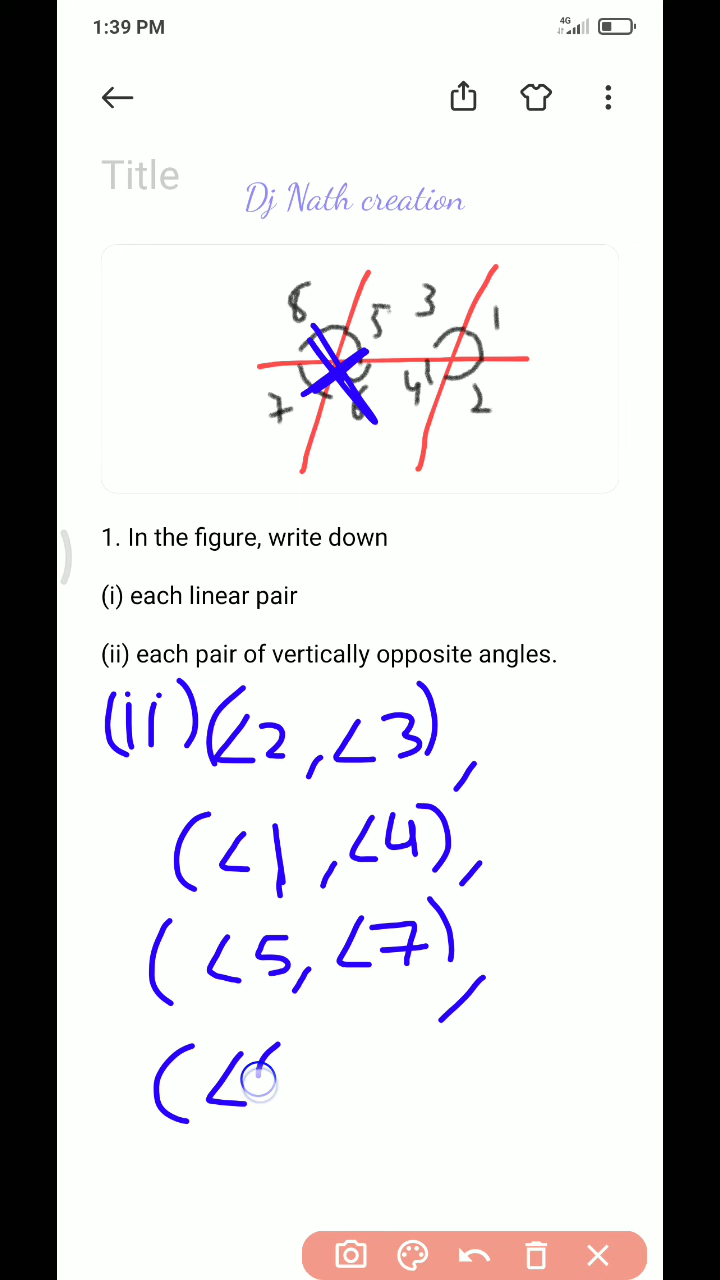 1:39 PM
4G
Title
Dj Nath creation
8 5 3 1
7 6 4 2
1. In the figure, write down
(i) each linear pair
(ii) each pair of vertically opposite angles.
(ii) (∠2, ∠3),
(∠1, ∠4),
(∠5, ∠7),
(∠6